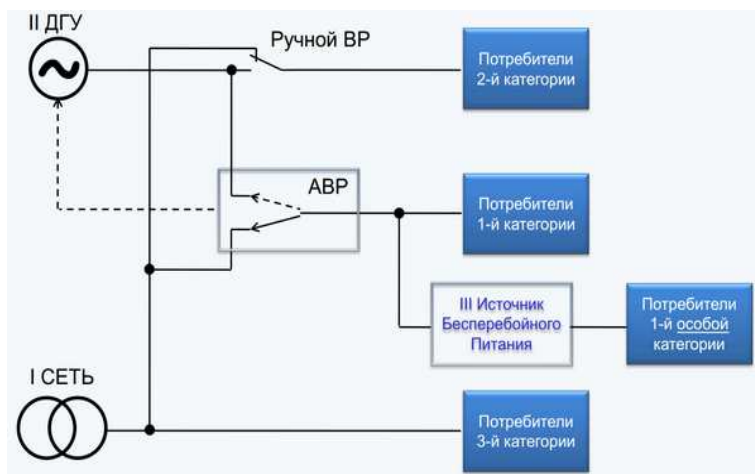 II ДГУ
Ручной ВР
Потребители
2-й категории
АВР
Потребители
1-й категории
III Источник
Бесперебойного
Питания
Потребители
1-й особой
категории
I СЕТЬ
Потребители
3-й категории